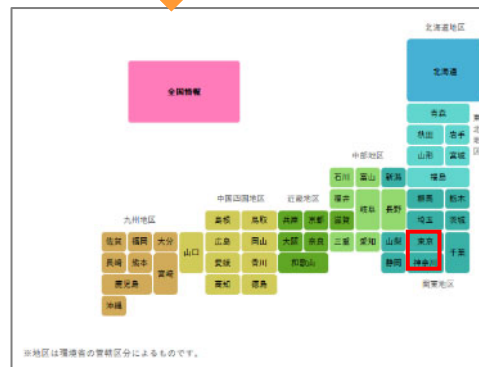 北海道地区
北海道
全国情報
青森
東北地区
秋田 岩手
中部地区
山形 宮城
石川 富山 新潟 福島
中国四国地区 近畿地区
福井 岐阜 長野 群馬 栃木
九州地区
島根 鳥取 兵庫 京都 滋賀 埼玉 茨城
佐賀 福岡 大分 山口 広島 岡山 大阪 奈良 三重 愛知 山梨 東京 千葉
長崎 熊本 宮崎 愛媛 香川 和歌山 静岡 神奈川
鹿児島 高知 徳島
関東地区
沖縄
※地区は環境省の管轄区分によるものです。